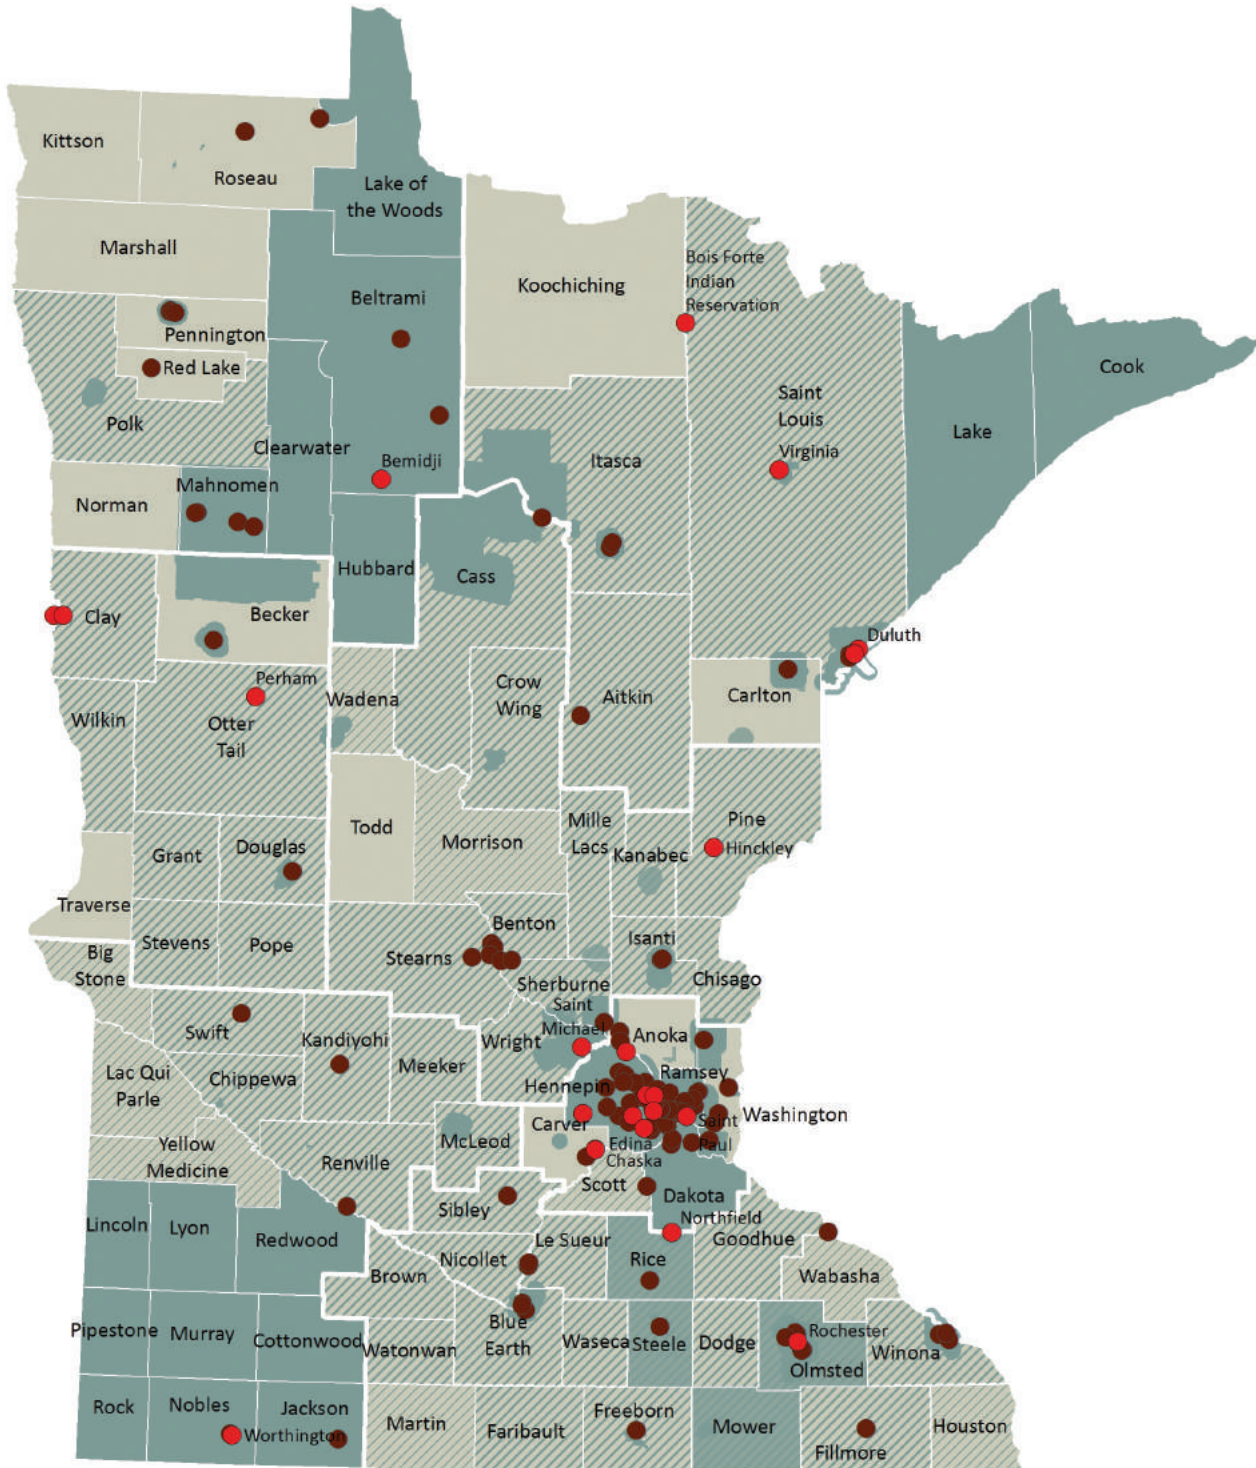 Kittson
Roseau
Lake of
the Woods
Marshall
Koochiching
Bois Forte
Indian
Reservation
Beltrami
Pennington
Red Lake
Cook
Polk
Saint
Louis
Lake
Clearwater
Bemidji
Itasca
Virginia
Mahnomen
Norman
Hubbard
Cass
Clay
Becker
Duluth
Perham
Wadena
Crow
Wing
Aitkin
Carlton
Wilkin
Otter
Tail
Todd
Morrison
Mille
Lacs
Pine
Hinckley
Kanabec
Grant
Douglas
Traverse
Stevens
Pope
Benton
Isanti
Stearns
Big
Stone
Sherburne
Chisago
Saint
Michael
Anoka
Swift
Kandiyohi
Wright
Meeker
Ramsey
Lac Qui
Parle
Chippewa
Hennepin
Washington
Carver
Saint
Paul
McLeod
Edina
Chaska
Yellow
Medicine
Renville
Scott
Sibley
Dakota
Northfield
Lincoln
Lyon
Redwood
Le Sueur
Goodhue
Nicollet
Rice
Brown
Wabasha
Pipestone
Murray
Cottonwood
Watonwan
Blue
Earth
Waseca
Steele
Dodge
Rochester
Olmsted
Winona
Rock
Nobles
Jackson
Worthington
Martin
Faribault
Freeborn
Mower
Fillmore
Houston